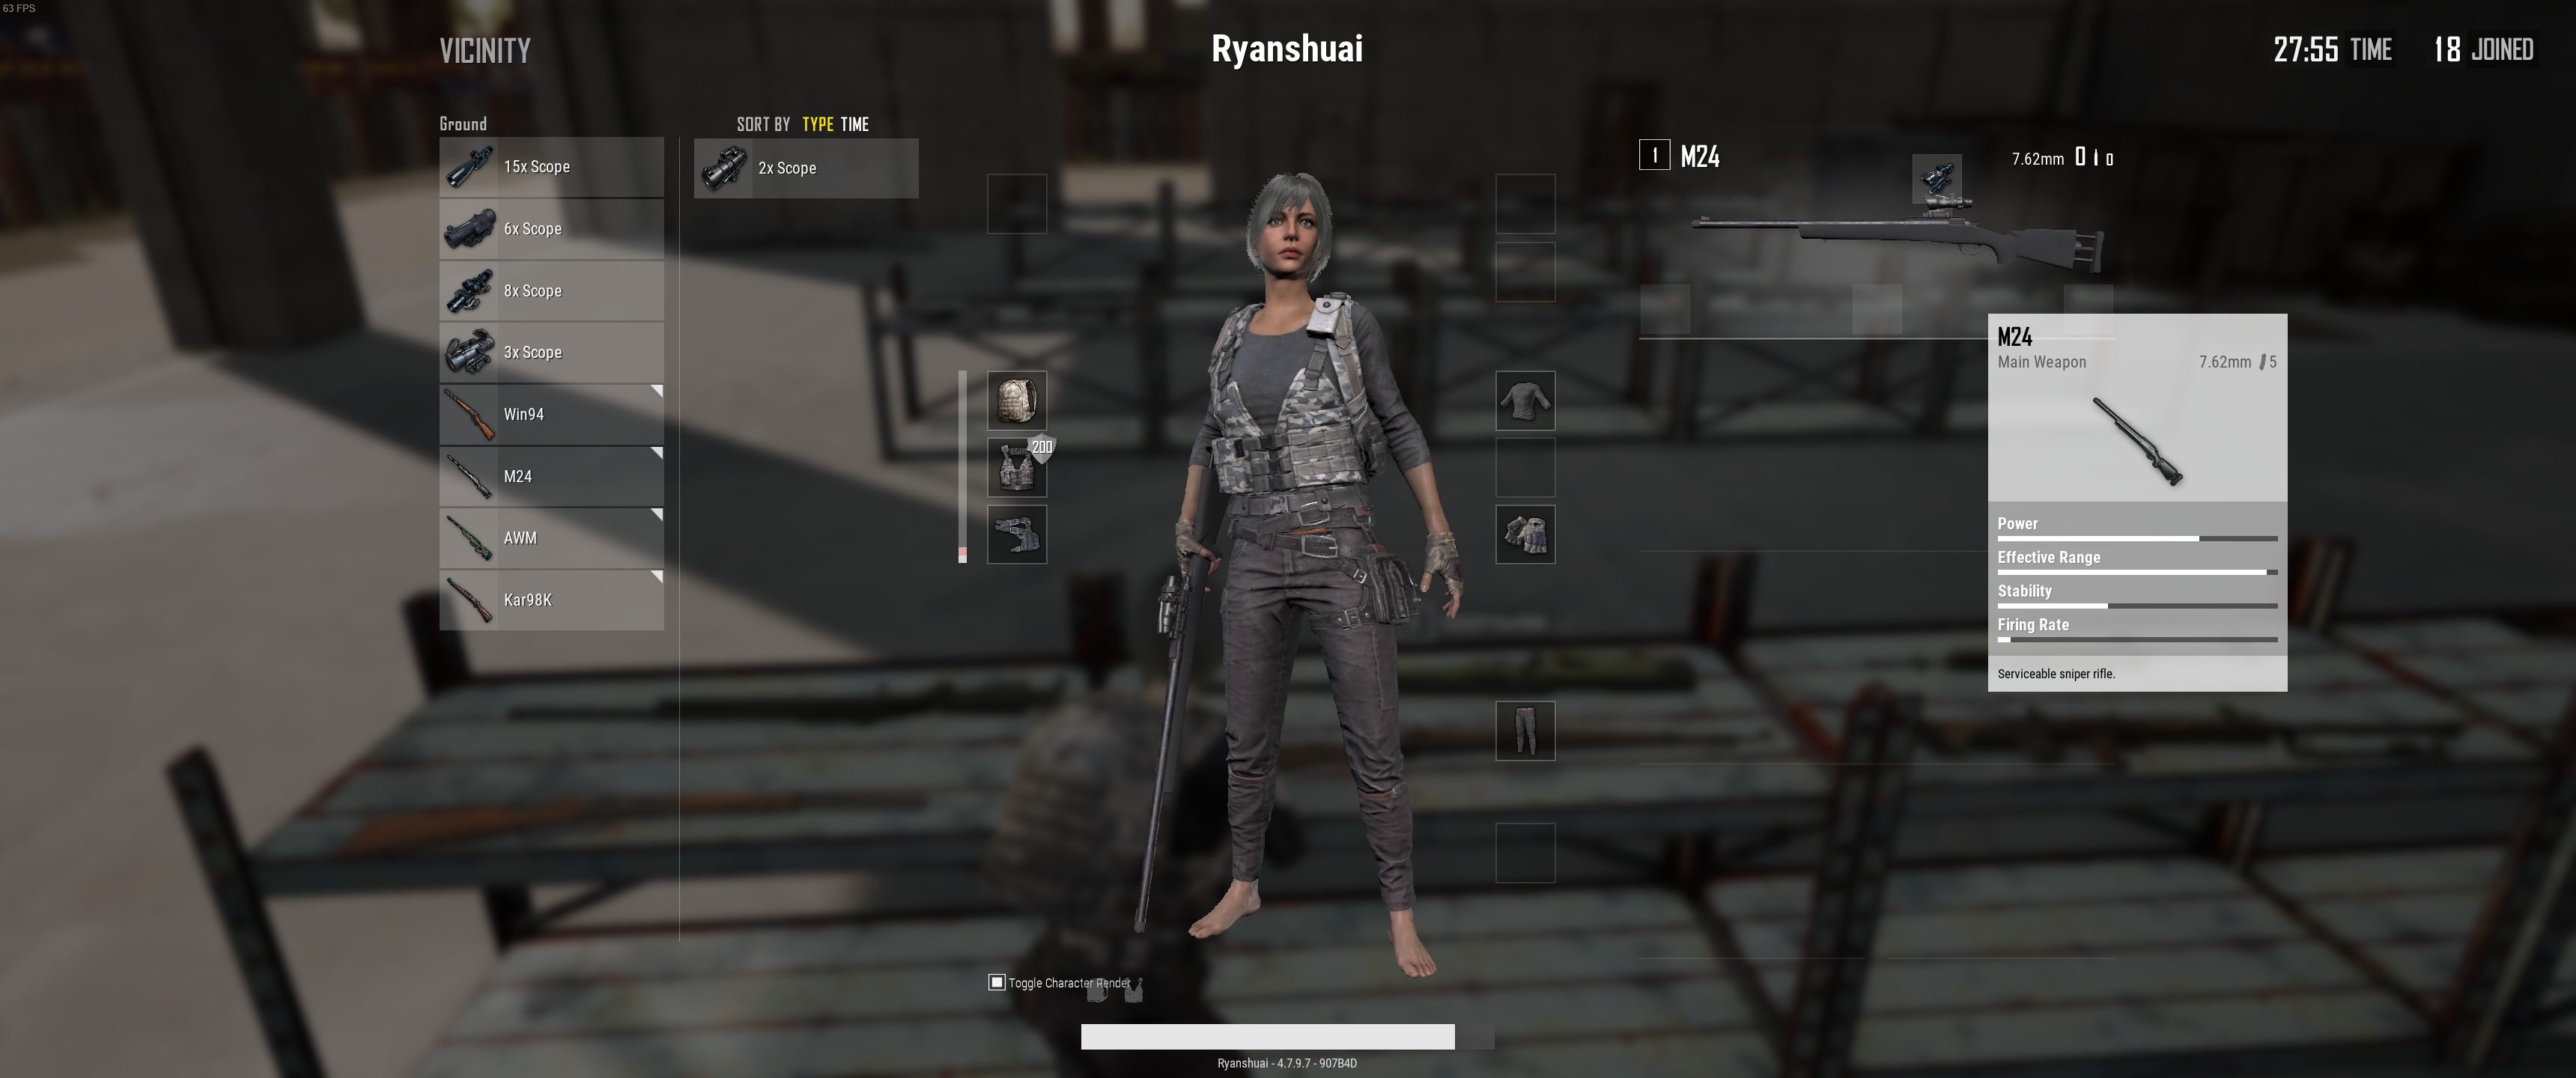 63 FPS
VICINITY
Ryanshuai
27:55 TIME 18 JOINED
Ground
SORT BY TYPE TIME
15x Scope
6x Scope
8x Scope
3x Scope
Win94
M24
AWM
Kar98K
2x Scope
200
1 M24
7.62mm 0 0
M24
Main Weapon 7.62mm 5
Power
Effective Range
Stability
Firing Rate
Serviceable sniper rifle.
Toggle Character Render
Ryanshuai - 4.7.9.7 - 907B4D